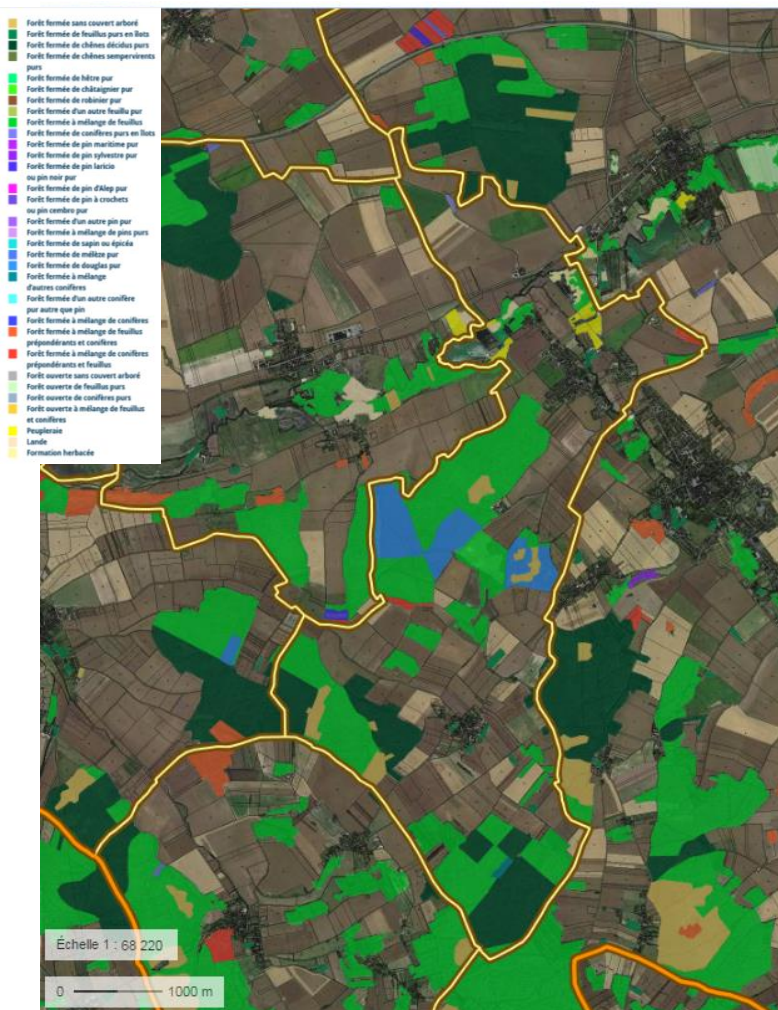 Forêt fermée sans couvert arboré
Forêt fermée de feuillus purs en îlots
Forêt fermée de chênes décidus purs
Forêt fermée de chênes sempervirents
purs
Forêt fermée de hêtre pur
Forêt fermée de châtaignier pur
Forêt fermée de robinier pur
Forêt fermée d'un autre feuillu pur
Forêt fermée à mélange de feuillus
Forêt fermée de conifères purs en îlots
Forêt fermée de pin maritime pur
Forêt fermée de pin sylvestre pur
Forêt fermée de pin laricio
ou pin noir pur
Forêt fermée de pin d'Alep pur
Forêt fermée de pin à crochets
ou pin cembro pur
Forêt fermée d'un autre pin pur
Forêt fermée à mélange de pins purs
Forêt fermée de sapin ou épicéa
Forêt fermée de mélèze pur
Forêt fermée de douglas pur
Forêt fermée à mélange
d'autres conifères
Forêt fermée d'un autre conifère
pur autre que pin
Forêt fermée à mélange de conifères
Forêt fermée à mélange de feuillus
prépondérants et conifères
Forêt fermée à mélange de conifères
prépondérants et feuillus
Forêt ouverte sans couvert arboré
Forêt ouverte de feuillus purs
Forêt ouverte de conifères purs
Forêt ouverte à mélange de feuillus
et conifères
Peupleraie
Lande
Formation herbacée
Échelle 1 : 68 220
0 1000 m